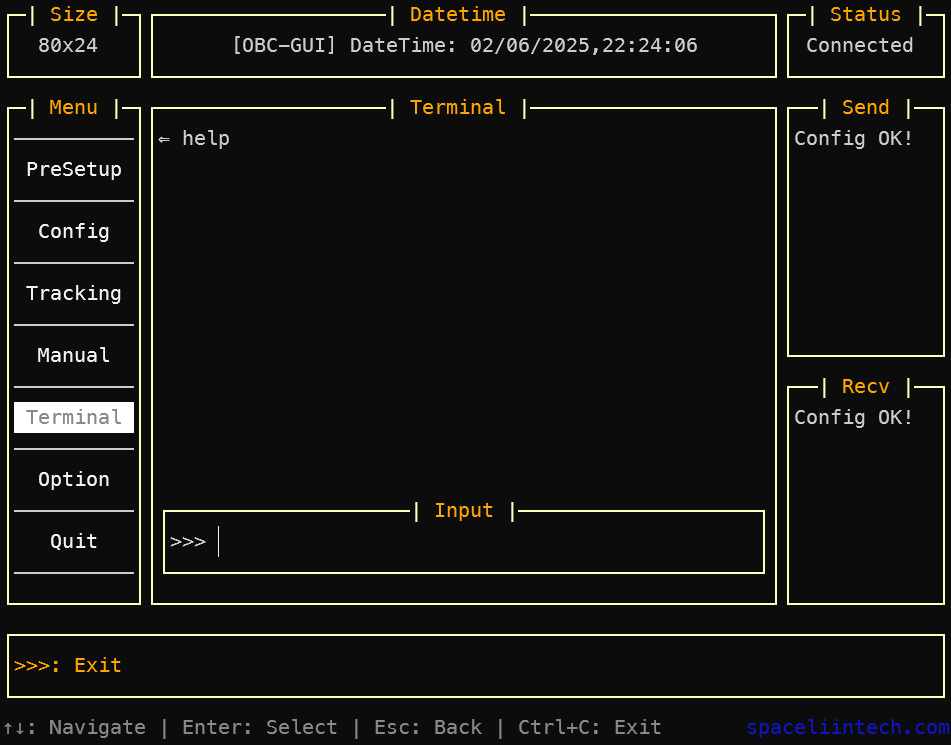 | Size |
80x24
| Datetime |
[OBC-GUI] DateTime: 02/06/2025,22:24:06
| Status |
Connected
| Menu |
PreSetup
Config
Tracking
Manual
Terminal
Option
Quit
| Terminal |
⇐ help
| Input |
>>>
| Send |
Config OK!
| Recv |
Config OK!
>>>: Exit
↑↓: Navigate | Enter: Select | Esc: Back | Ctrl+C: Exit
spaceliintech.com